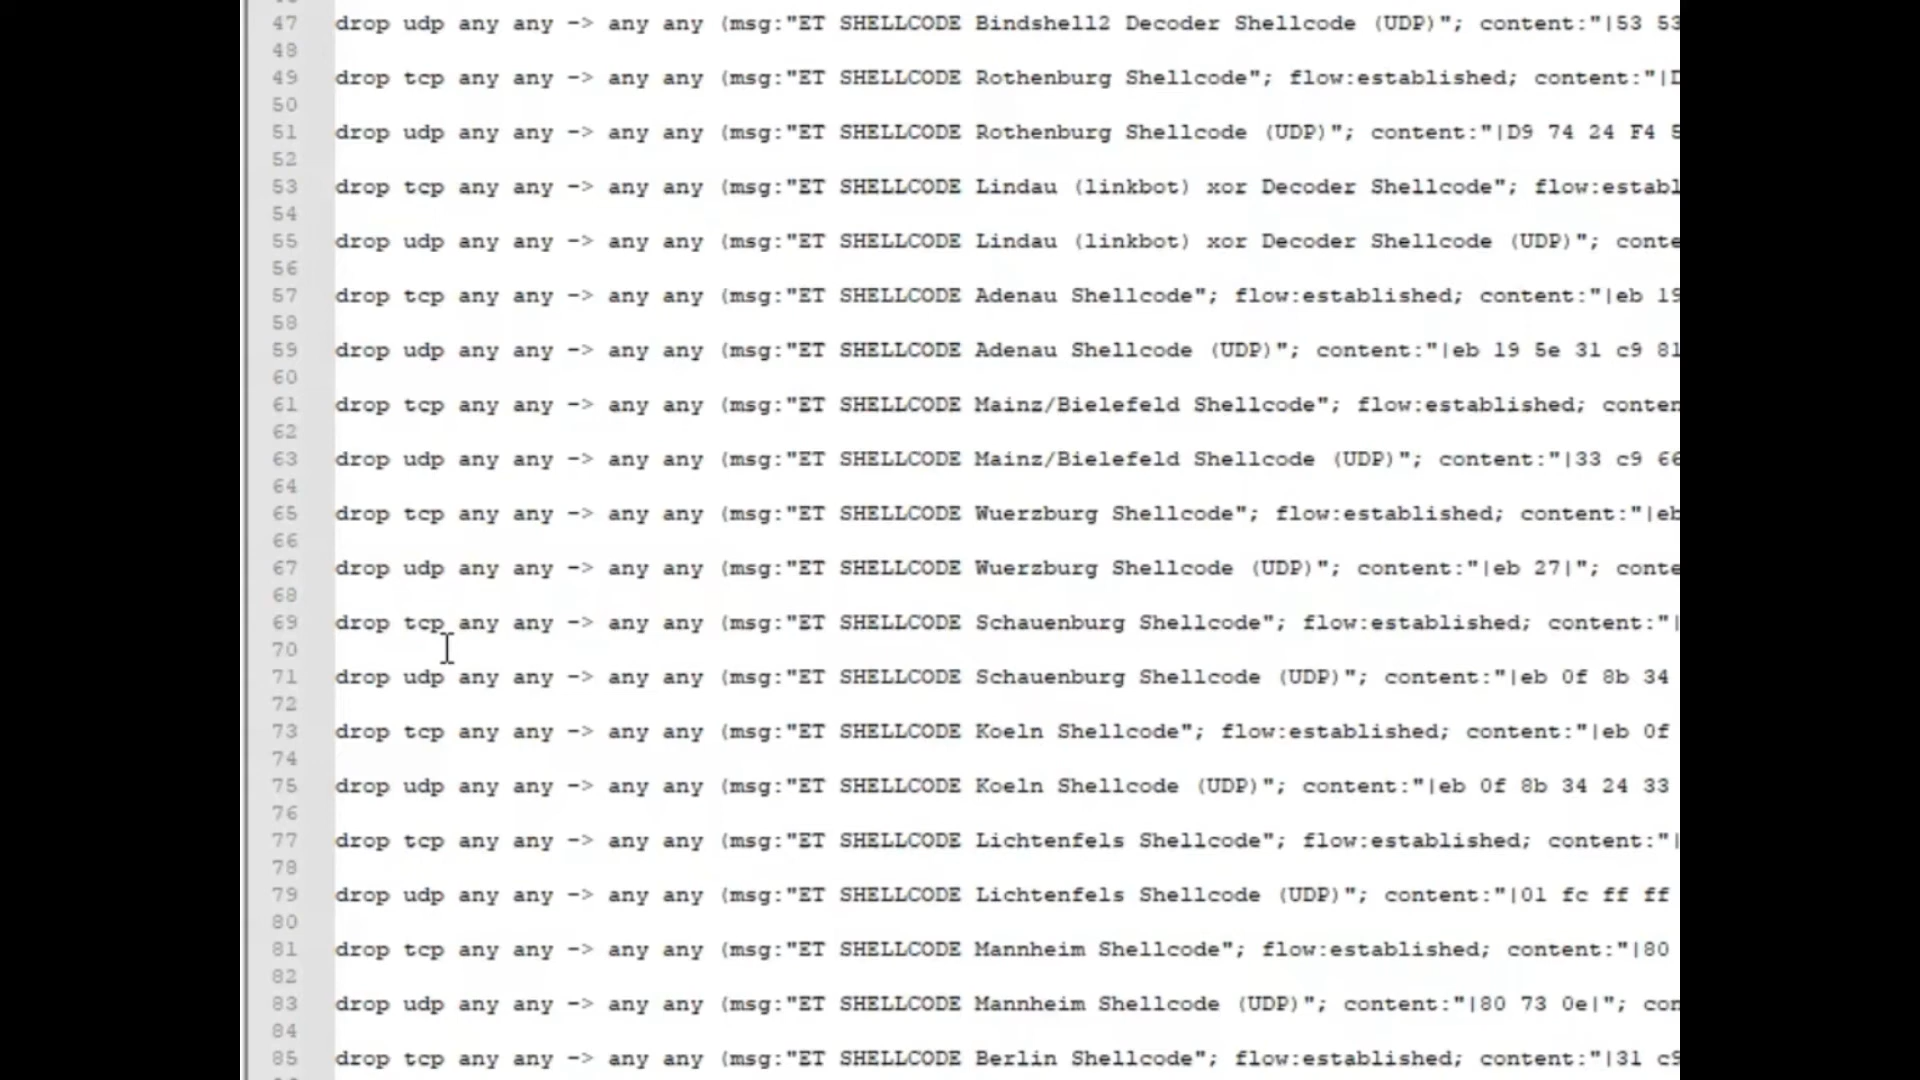 47 drop udp any any -> any any (msg:"ET SHELLCODE Bindshell2 Decoder Shellcode (UDP)"; content:"|53 53
48
49 drop tcp any any -> any any (msg:"ET SHELLCODE Rothenburg Shellcode"; flow:established; content:"|D
50
51 drop udp any any -> any any (msg:"ET SHELLCODE Rothenburg Shellcode (UDP)"; content:"|D9 74 24 F4 5
52
53 drop tcp any any -> any any (msg:"ET SHELLCODE Lindau (linkbot) xor Decoder Shellcode"; flow:establ
54
55 drop udp any any -> any any (msg:"ET SHELLCODE Lindau (linkbot) xor Decoder Shellcode (UDP)"; conte
56
57 drop tcp any any -> any any (msg:"ET SHELLCODE Adenau Shellcode"; flow:established; content:"|eb 19
58
59 drop udp any any -> any any (msg:"ET SHELLCODE Adenau Shellcode (UDP)"; content:"|eb 19 5e 31 c9 81
60
61 drop tcp any any -> any any (msg:"ET SHELLCODE Mainz/Bielefeld Shellcode"; flow:established; conten
62
63 drop udp any any -> any any (msg:"ET SHELLCODE Mainz/Bielefeld Shellcode (UDP)"; content:"|33 c9 66
64
65 drop tcp any any -> any any (msg:"ET SHELLCODE Wuerzburg Shellcode"; flow:established; content:"|eb
66
67 drop udp any any -> any any (msg:"ET SHELLCODE Wuerzburg Shellcode (UDP)"; content:"|eb 27|"; conte
68
69 drop tcp any any -> any any (msg:"ET SHELLCODE Schauenburg Shellcode"; flow:established; content:"|
70
71 drop udp any any -> any any (msg:"ET SHELLCODE Schauenburg Shellcode (UDP)"; content:"|eb 0f 8b 34
72
73 drop tcp any any -> any any (msg:"ET SHELLCODE Koeln Shellcode"; flow:established; content:"|eb 0f
74
75 drop udp any any -> any any (msg:"ET SHELLCODE Koeln Shellcode (UDP)"; content:"|eb 0f 8b 34 24 33
76
77 drop tcp any any -> any any (msg:"ET SHELLCODE Lichtenfels Shellcode"; flow:established; content:"|
78
79 drop udp any any -> any any (msg:"ET SHELLCODE Lichtenfels Shellcode (UDP)"; content:"|01 fc ff ff
80
81 drop tcp any any -> any any (msg:"ET SHELLCODE Mannheim Shellcode"; flow:established; content:"|80
82
83 drop udp any any -> any any (msg:"ET SHELLCODE Mannheim Shellcode (UDP)"; content:"|80 73 0e|"; con
84
85 drop tcp any any -> any any (msg:"ET SHELLCODE Berlin Shellcode"; flow:established; content:"|31 c9